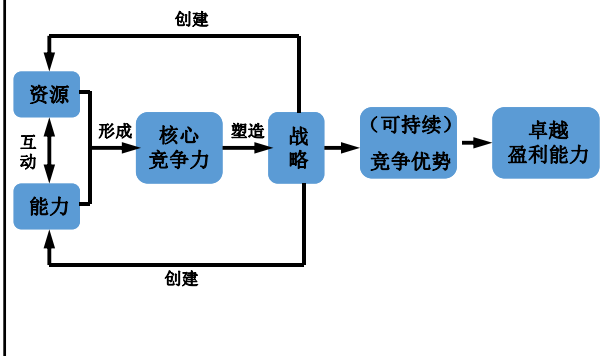 创建
资源
互动
能力
形成
核心
竞争力
塑造
战略
（可持续）
竞争优势
卓越
盈利能力
创建